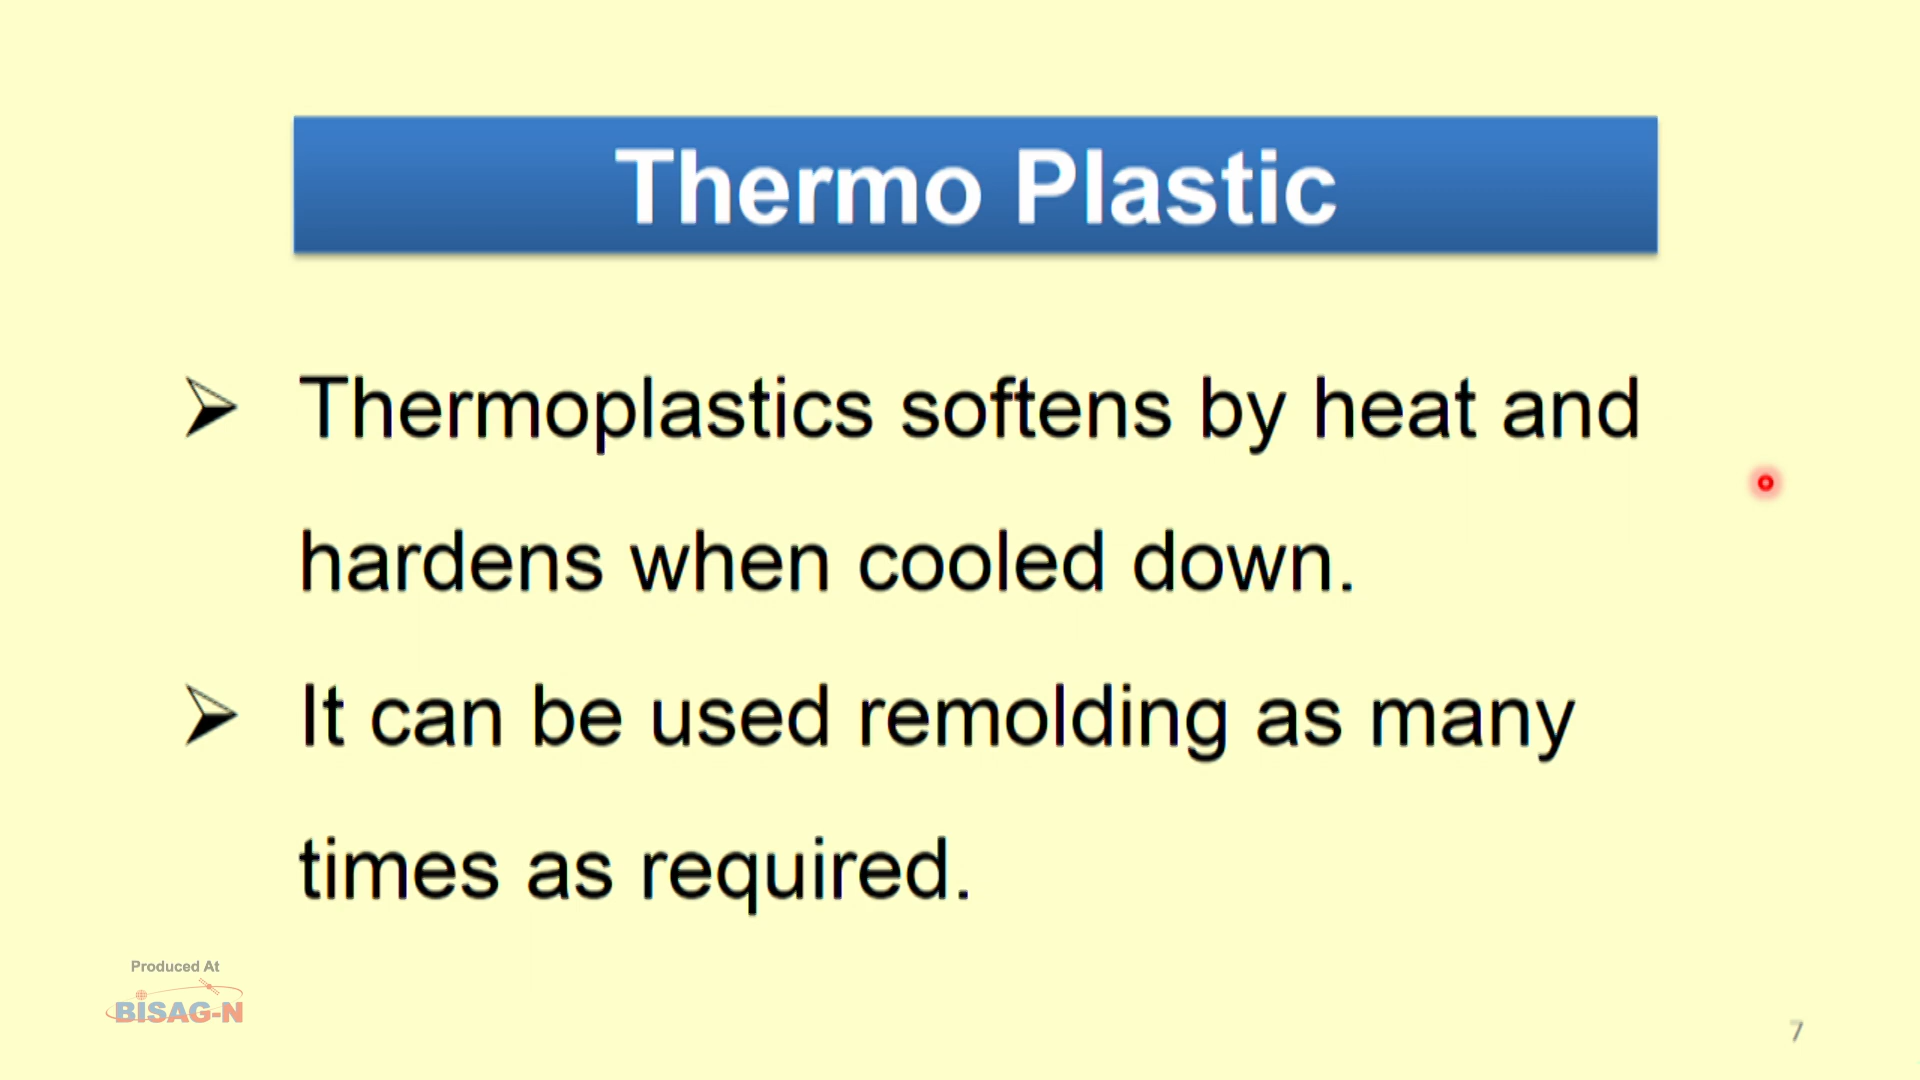 Thermo Plastic
➢ Thermoplastics softens by heat and
hardens when cooled down.
➢ It can be used remolding as many
times as required.
Produced At
BISAG-N
7